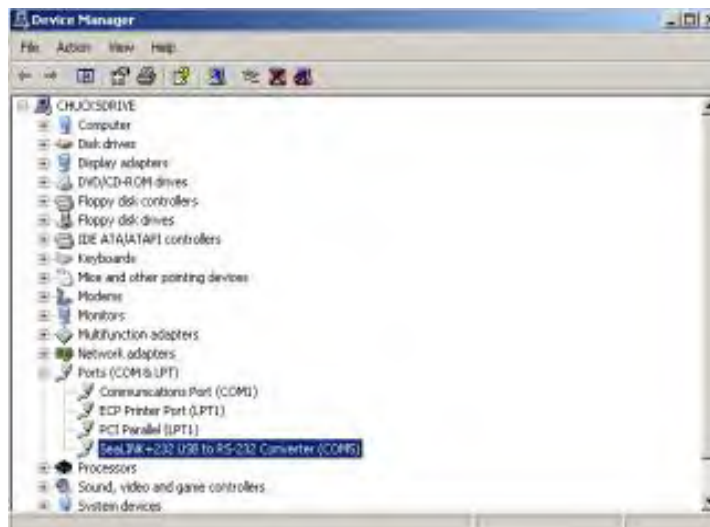 Device Manager
File Action View Help
CHUCKSDRIVE
Computer
Disk drives
Display adapters
DVD/CD-ROM drives
Floppy disk controllers
Floppy disk drives
IDE ATA/ATAPI controllers
Keyboards
Mice and other pointing devices
Modems
Monitors
Multifunction adapters
Network adapters
Ports (COM & LPT)
Communications Port (COM1)
ECP Printer Port (LPT1)
PCI Parallel (LPT1)
SeaLINK+232 USB to RS-232 Converter (COM5)
Processors
Sound, video and game controllers
System devices